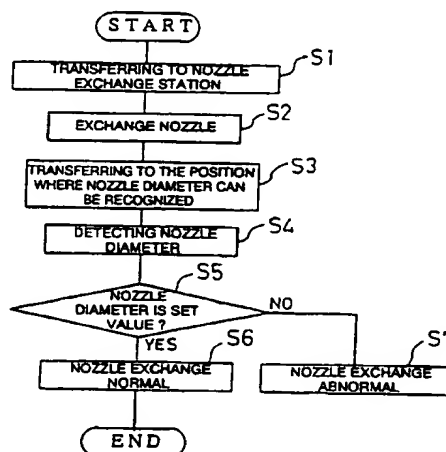 START
S1
TRANSFERRING TO NOZZLE
EXCHANGE STATION
S2
EXCHANGE NOZZLE
S3
TRANSFERRING TO THE POSITION
WHERE NOZZLE DIAMETER CAN
BE RECOGNIZED
S4
DETECTING NOZZLE
DIAMETER
S5
NOZZLE
DIAMETER IS SET
VALUE ?
NO
YES
S6
NOZZLE EXCHANGE
NORMAL
NOZZLE EXCHANGE
ABNORMAL
END